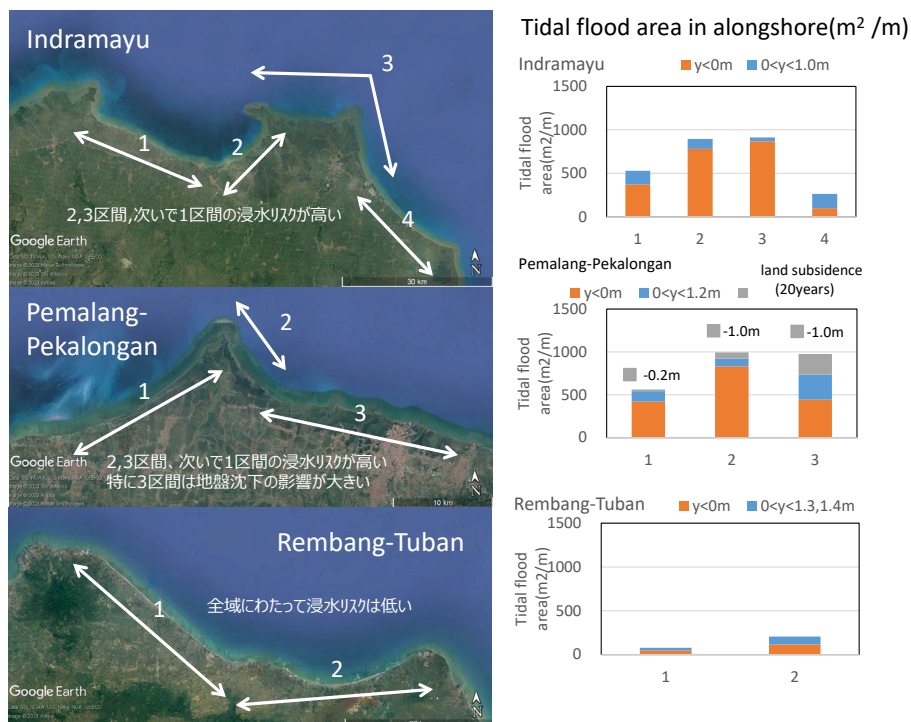 Indramayu
3
1
2
4
2,3区間,次いで1区間の浸水リスクが高い
Google Earth
N
30 km
Pemalang-
Pekalongan
2
1
3
2,3区間、次いで1区間の浸水リスクが高い
特に3区間は地盤沈下の影響が大きい
Google Earth
N
10 km
Rembang-Tuban
全域にわたって浸水リスクは低い
1
2
Google Earth
N
Tidal flood area in alongshore(m² /m)
Indramayu
y<0m 0<y<1.0m
Tidal flood
area(m2/m)
1500
1000
500
0
1 2 3 4
Pemalang-Pekalongan
land subsidence
(20years)
y<0m 0<y<1.2m
Tidal flood
area(m2/m)
1500
1000
500
0
-0.2m
-1.0m
-1.0m
1 2 3
Rembang-Tuban
y<0m 0<y<1.3,1.4m
Tidal flood
area(m2/m)
1500
1000
500
0
1 2